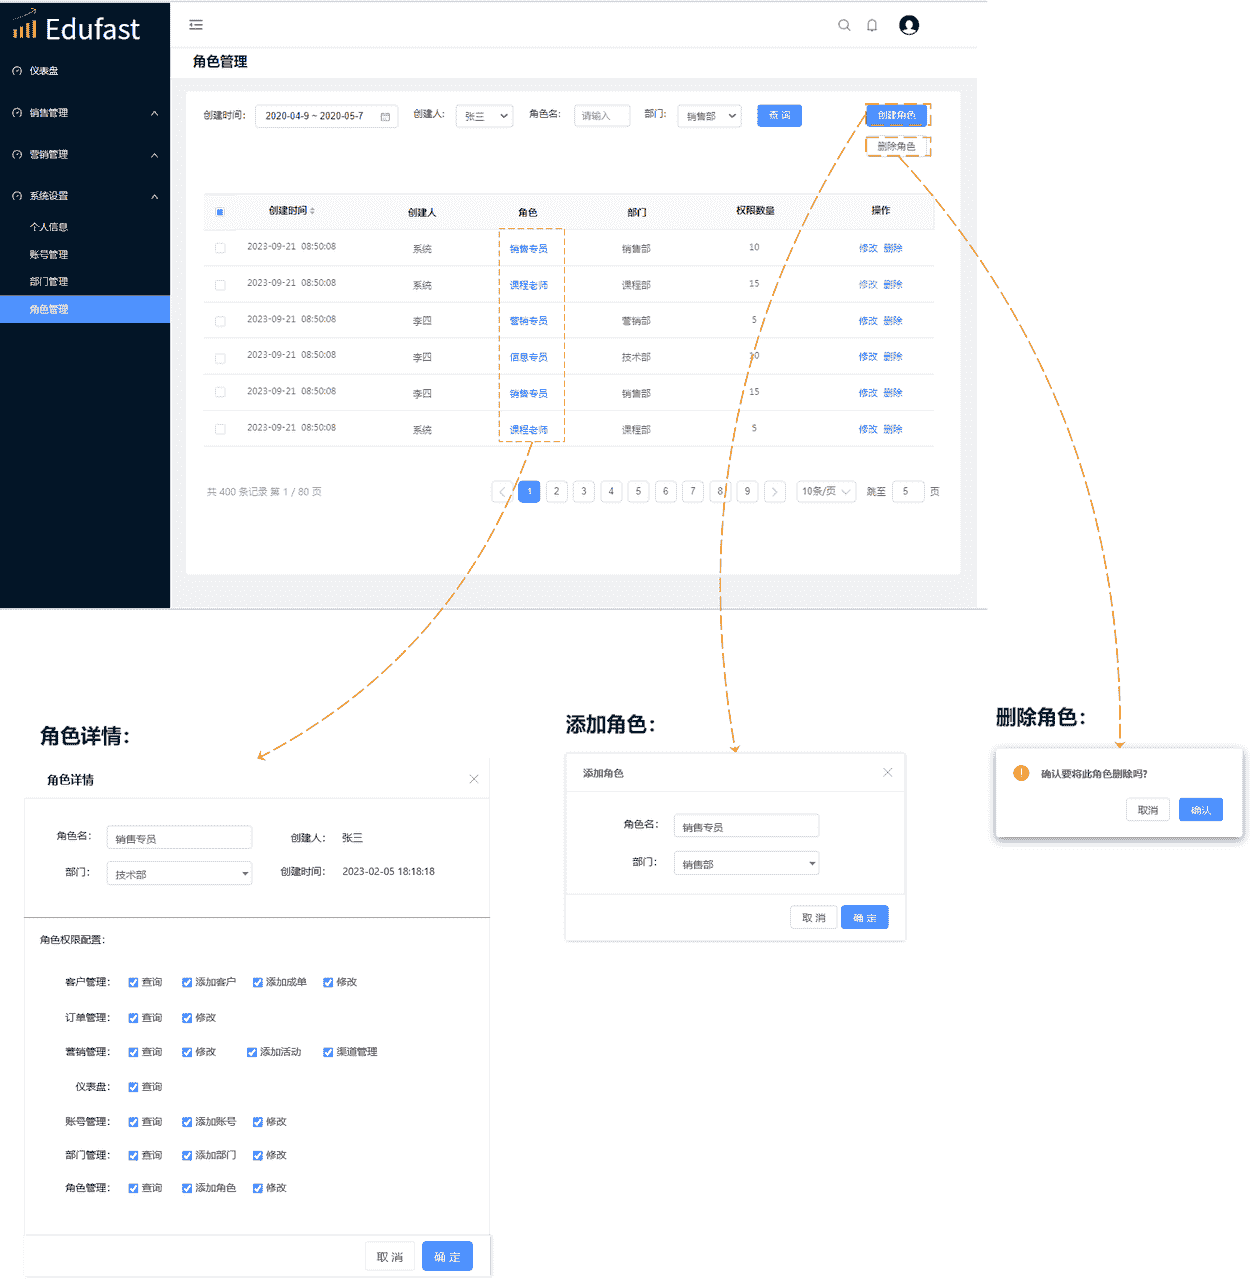 Edufast
仪表盘
销售管理
营销管理
系统设置
个人信息
账号管理
部门管理
角色管理
角色管理
创建时间: 2020-04-9 ~ 2020-05-7 创建人: 张三 角色名: 请输入 部门: 销售部 查 询 创建角色
删除角色
创建时间 创建人 角色 部门 权限数量 操作
2023-09-21 08:50:08 系统 销售专员 销售部 10 修改 删除
2023-09-21 08:50:08 系统 课程老师 课程部 15 修改 删除
2023-09-21 08:50:08 李四 营销专员 营销部 5 修改 删除
2023-09-21 08:50:08 李四 信息专员 技术部 10 修改 删除
2023-09-21 08:50:08 李四 销售专员 销售部 15 修改 删除
2023-09-21 08:50:08 系统 课程老师 课程部 5 修改 删除
共 400 条记录 第 1 / 80 页 1 2 3 4 5 6 7 8 9 10条/页 跳至 5 页
角色详情:
角色详情
角色名: 销售专员 创建人: 张三
部门: 技术部 创建时间: 2023-02-05 18:18:18
角色权限配置:
客户管理: 查询 添加客户 添加成单 修改
订单管理: 查询 修改
营销管理: 查询 修改 添加活动 渠道管理
仪表盘: 查询
账号管理: 查询 添加账号 修改
部门管理: 查询 添加部门 修改
角色管理: 查询 添加角色 修改
取 消 确 定
添加角色:
添加角色
角色名: 销售专员
部门: 销售部
取 消 确 定
删除角色:
确认要将此角色删除吗?
取消 确认